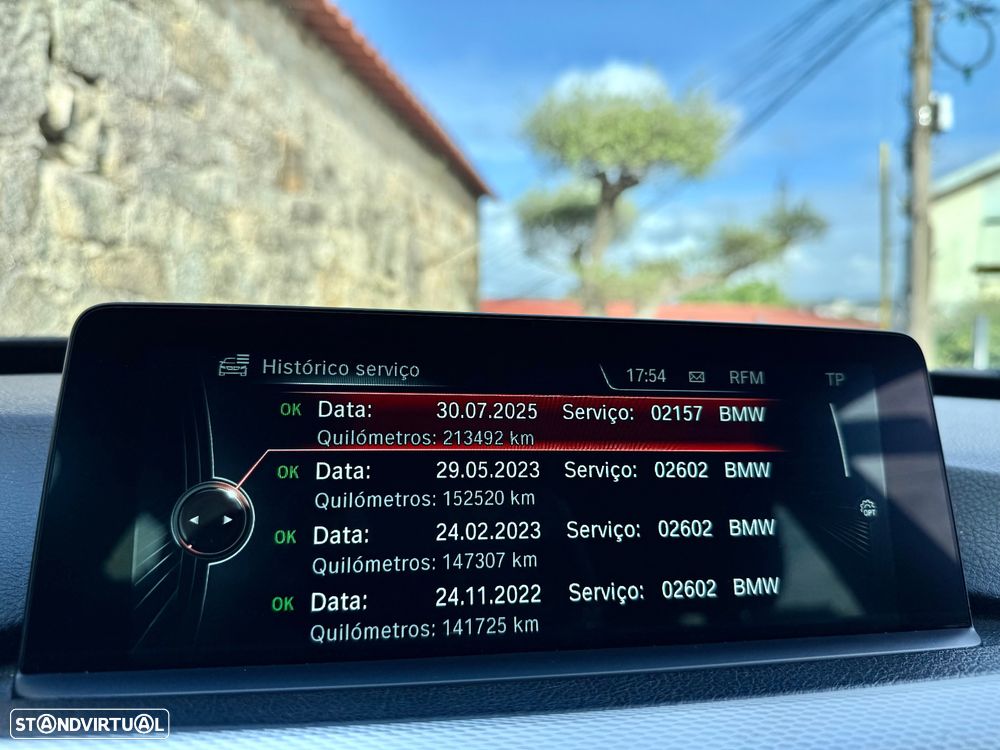 Histórico serviço 17:54 RFM TP
OK Data: 30.07.2025 Serviço: 02157 BMW
Quilómetros: 213492 km
OK Data: 29.05.2023 Serviço: 02602 BMW
Quilómetros: 152520 km
OPT
OK Data: 24.02.2023 Serviço: 02602 BMW
Quilómetros: 147307 km
OK Data: 24.11.2022 Serviço: 02602 BMW
Quilómetros: 141725 km
STANDVIRTUAL